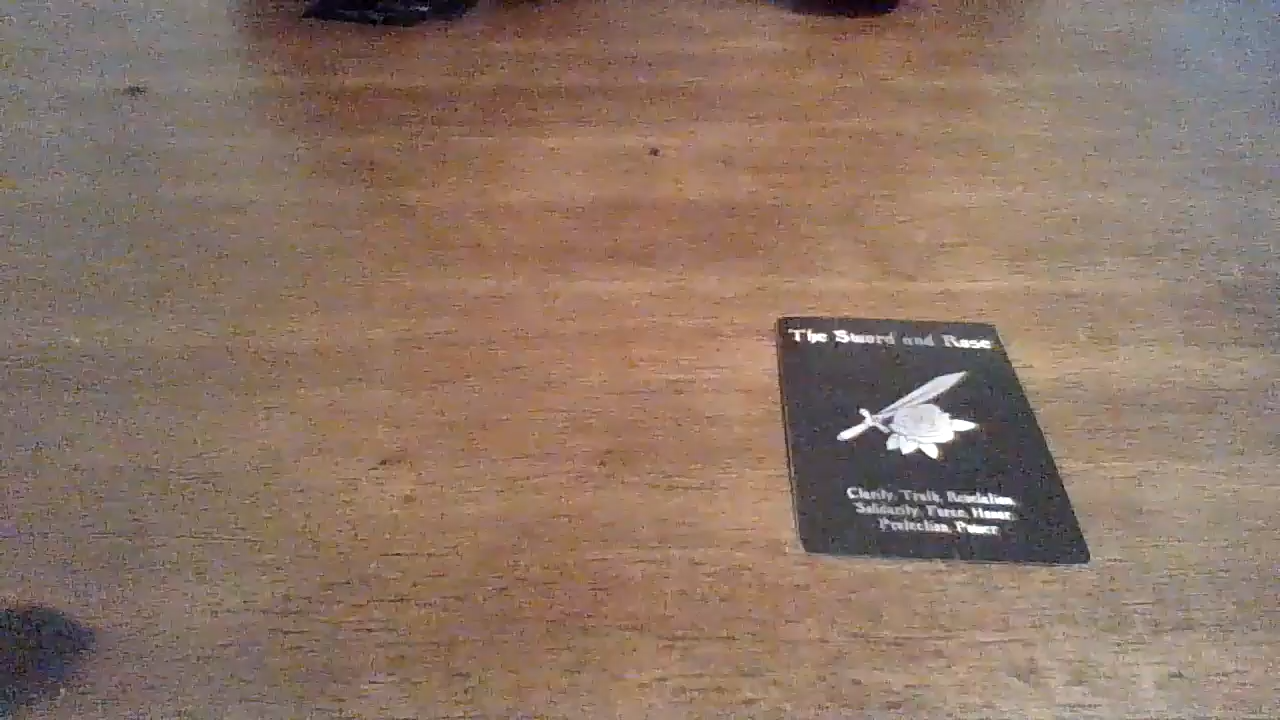 The Sword and Rose
Clarity, Truth, Revelation,
Solidarity, Force, Honor,
Protection, Power